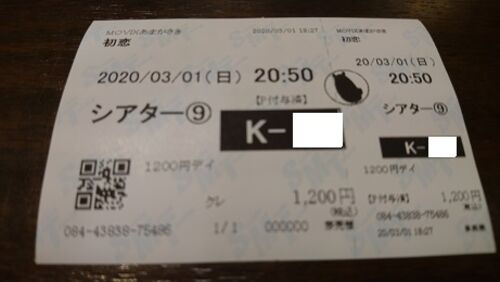 MOVIXあまがさき 2020/03/01 18:27
初恋
2020/03/01(日) 20:50
【P付与済】
シアター⑨ K-
1200円デイ
クレ 1,200円
(税込)
084-43838-75486 1/1 000000
MOVIXあまがさき
初恋
20/03/01(日)
20:50
シアター⑨
K-
1200円デイ
【P付与済】 1,200円
(税込)
084-43838-75486
20/03/01 18:27